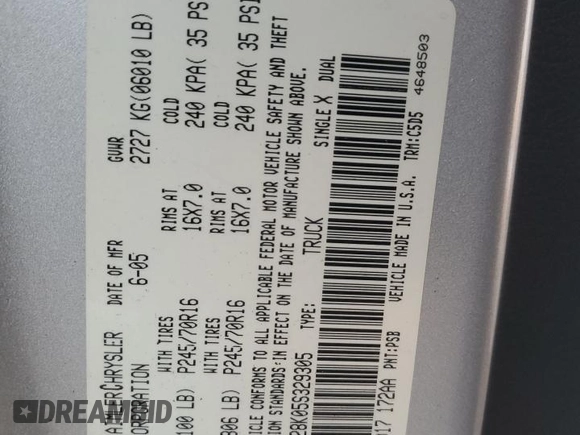 DATE OF MFR GVWR
6-05 2727 KG(06010 LB)
WITH TIRES RIMS AT COLD
100 LB) P245/70R16 16X7.0 240 KPA( 35 PSI
WITH TIRES RIMS AT COLD
LB) P245/70R16 16X7.0 240 KPA( 35 PSI
CONFORMS TO ALL APPLICABLE FEDERAL MOTOR VEHICLE SAFETY AND THEFT
STANDARDS IN EFFECT ON THE DATE OF MANUFACTURE SHOWN ABOVE.
TYPE: TRUCK SINGLE X DUAL
172AA PNT:PSB VEHICLE MADE IN U.S.A. TRM:C5D5
4648503
DREAMBID